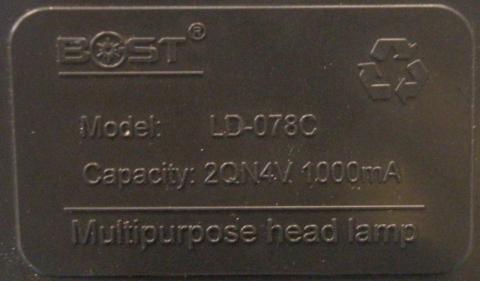 BOST®
Model: LD-078C
Capacity: 2QN4V 1000mA
Multipurpose head lamp